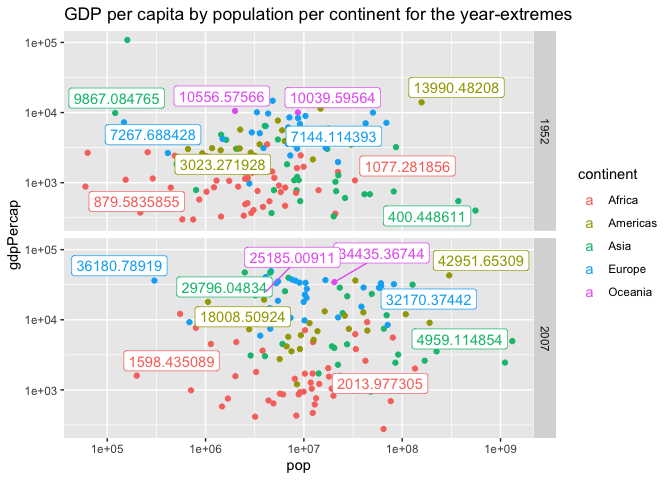 GDP per capita by population per continent for the year-extremes
gdpPercap
1e+05
1e+04
1e+03
9867.084765
10556.57566
10039.59564
13990.48208
7267.688428
7144.114393
3023.271928
1077.281856
879.5835855
400.448611
1952
1e+05
1e+04
1e+03
36180.78919
25185.00911
34435.36744
42951.65309
29796.04834
32170.37442
18008.50924
4959.114854
1598.435089
2013.977305
2007
1e+05
1e+06
1e+07
1e+08
1e+09
pop
continent
a Africa
a Americas
a Asia
a Europe
a Oceania